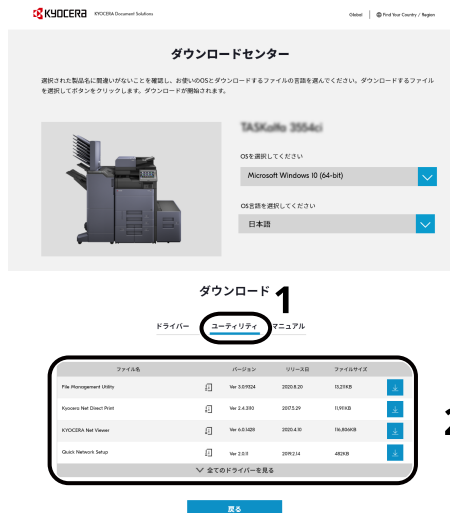 KYOCERA KYOCERA Document Solutions
Global Find Your Country / Region
ダウンロードセンター
選択された製品名に間違いがないことを確認し、お使いのOSとダウンロードするファイルの言語を選んでください。ダウンロードするファイル
を選択してボタンをクリックします。ダウンロードが開始されます。
TASKalfa 3554ci
OSを選択してください
Microsoft Windows 10 (64-bit)
OS言語を選択してください
日本語
ダウンロード
1
ドライバー ユーティリティ マニュアル
ファイル名 バージョン リリース日 ファイルサイズ
File Management Utility Ver 3.0.9324 2020.8.20 13,211KB
Kyocera Net Direct Print Ver 2.4.3110 2017.5.29 11,911KB
KYOCERA Net Viewer Ver 6.0.1428 2020.4.10 116,806KB
Quick Network Setup Ver 2.0.11 2019.2.14 482KB
全てのドライバーを見る
2
戻る